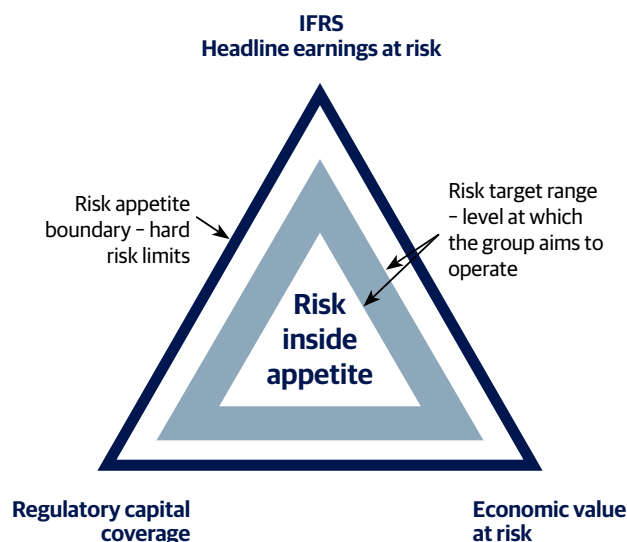 IFRS
Headline earnings at risk
Risk appetite
boundary – hard
risk limits
Risk target range
– level at which
the group aims to
operate
Risk
inside
appetite
Regulatory capital
coverage
Economic value
at risk